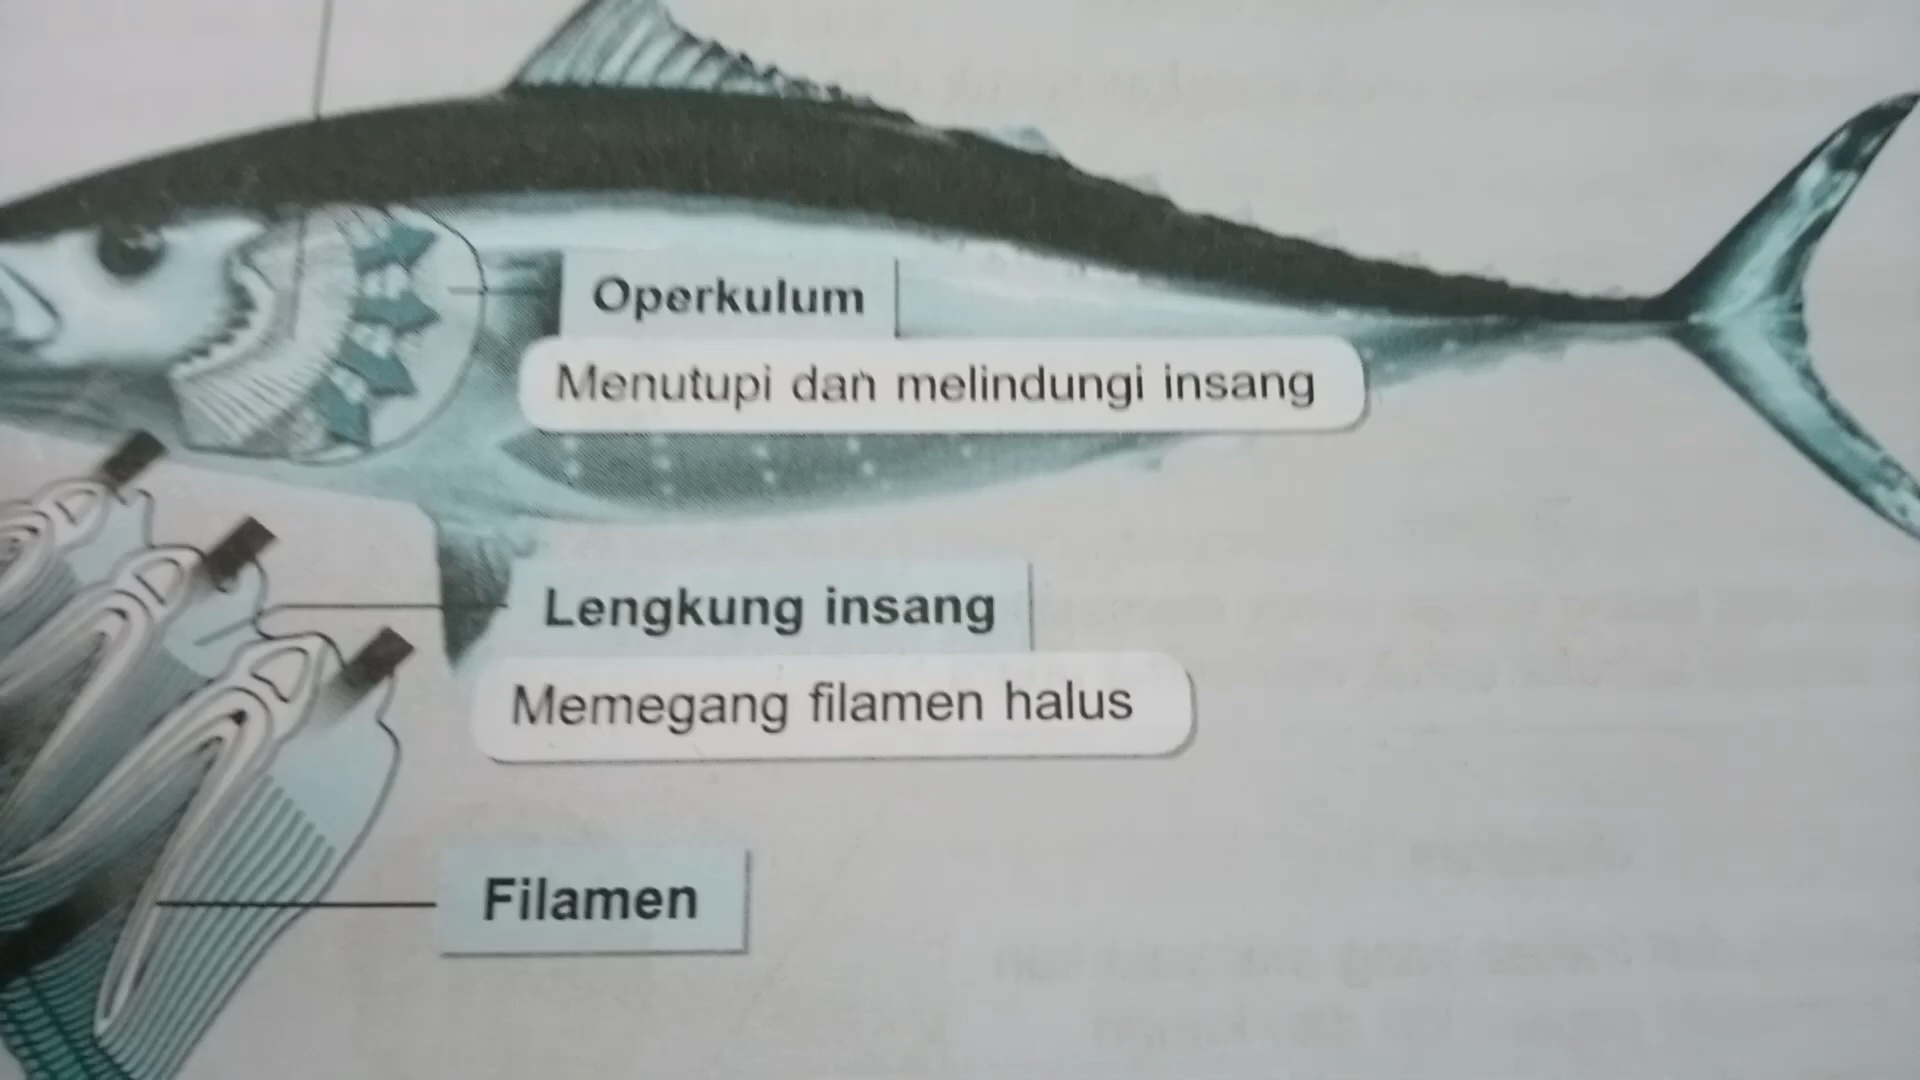 Operkulum
Menutupi dan melindungi insang
Lengkung insang
Memegang filamen halus
Filamen